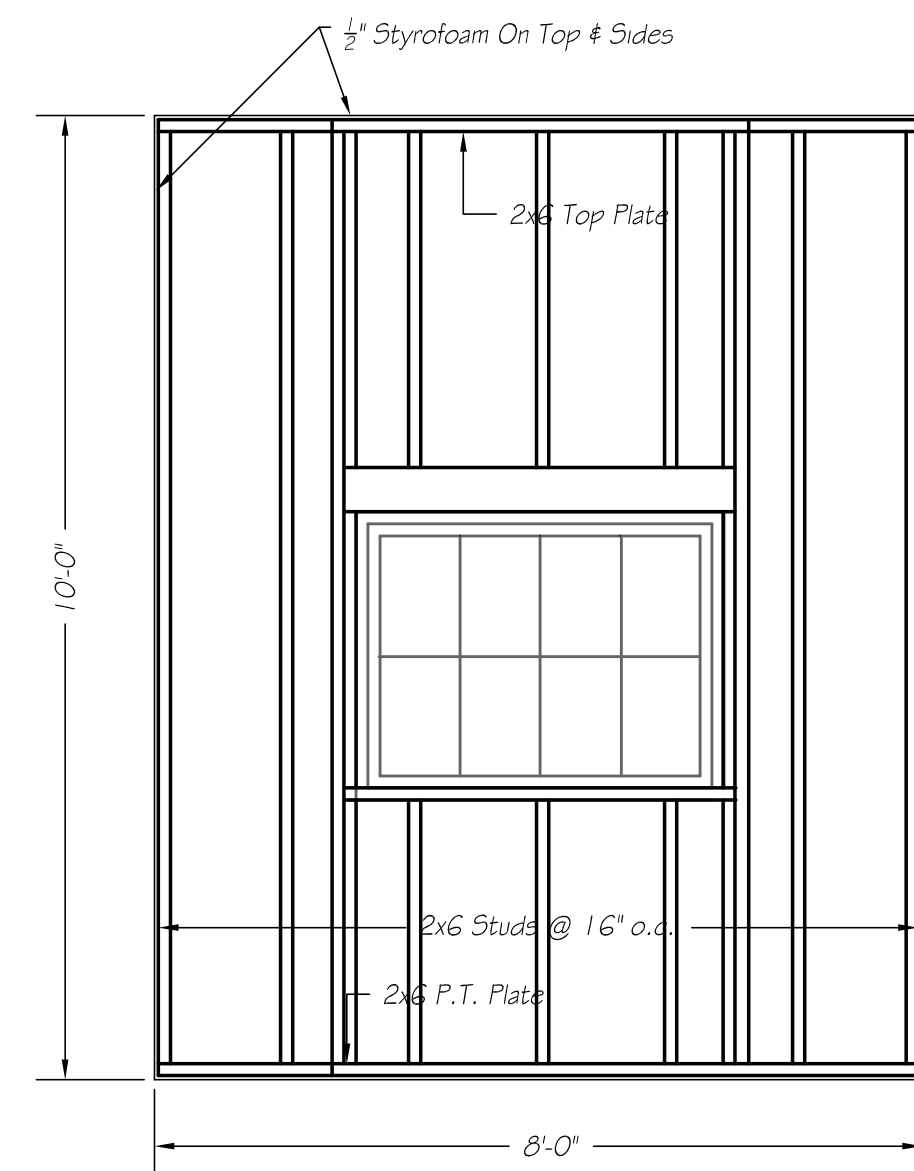 ½" Styrofoam On Top & Sides
2x6 Top Plate
10'-0"
2x6 Studs @ 16" o.c.
2x6 P.T. Plate
8'-0"